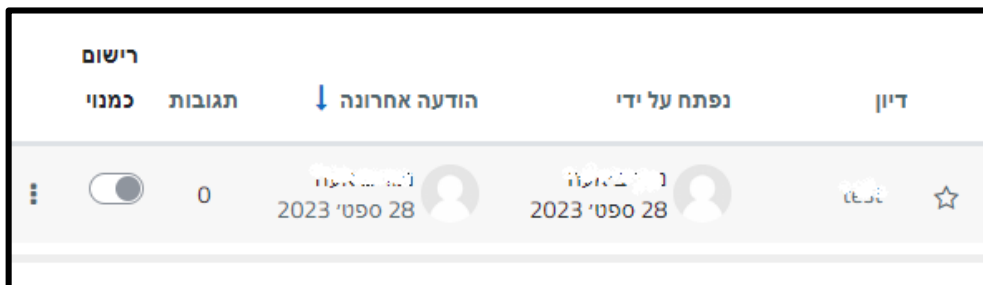 רישום
דיון נפתח על ידי הודעה אחרונה תגובות כמנוי
0
28 ספט׳ 2023 28 ספט׳ 2023